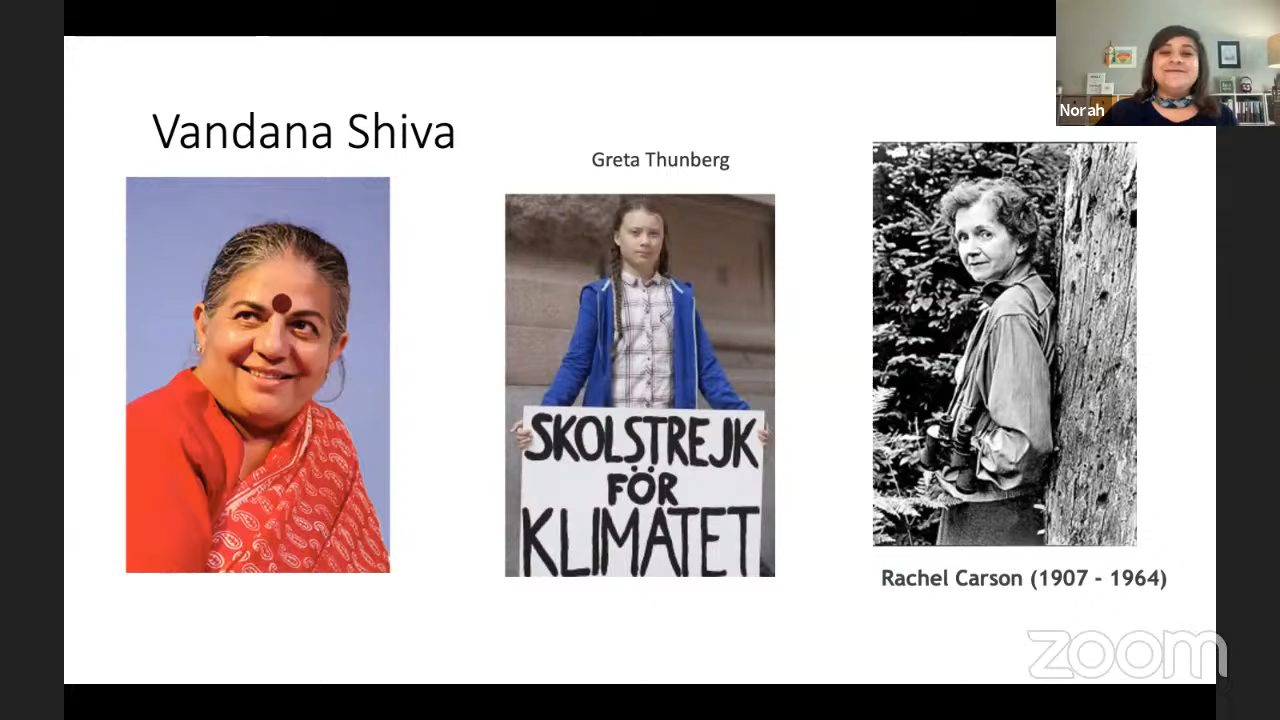 Norah
Vandana Shiva
Greta Thunberg
SKOLSTREJK
FÖR
KLIMATET
Rachel Carson (1907 - 1964)
zoom